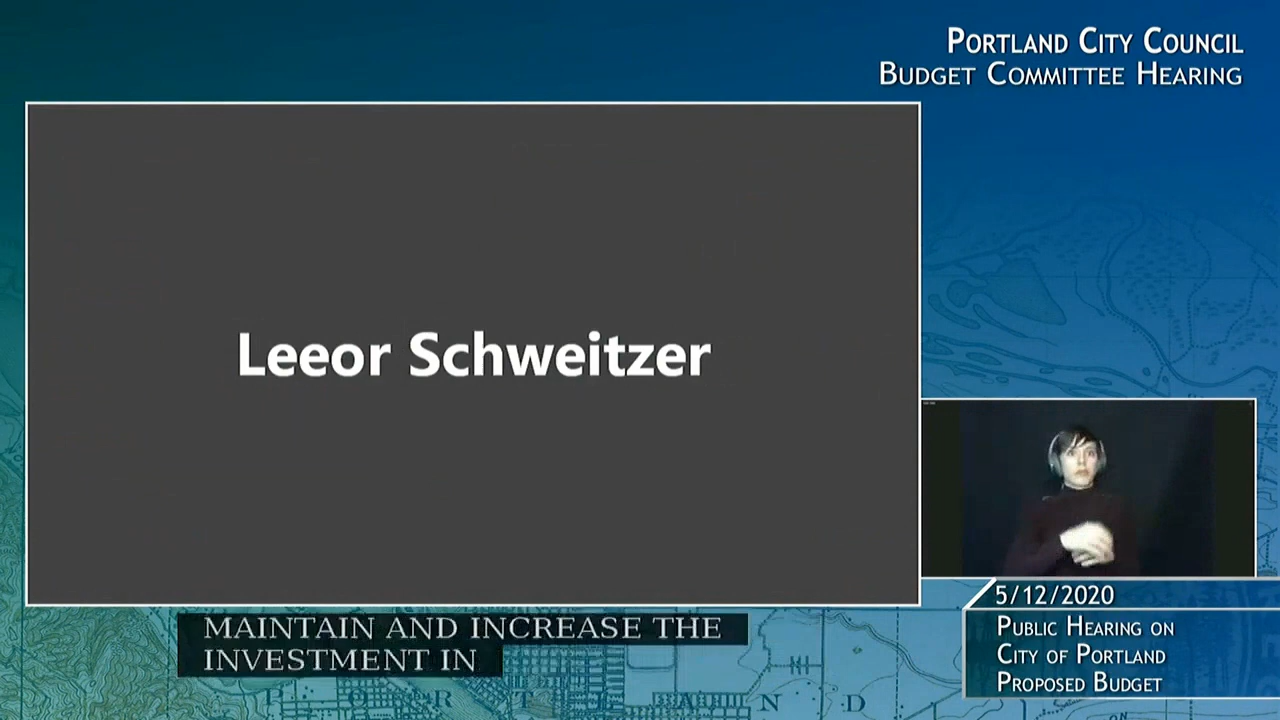 PORTLAND CITY COUNCIL
BUDGET COMMITTEE HEARING
Leeor Schweitzer
5/12/2020
PUBLIC HEARING ON
CITY OF PORTLAND
PROPOSED BUDGET
MAINTAIN AND INCREASE THE
INVESTMENT IN
P O R T L A N D